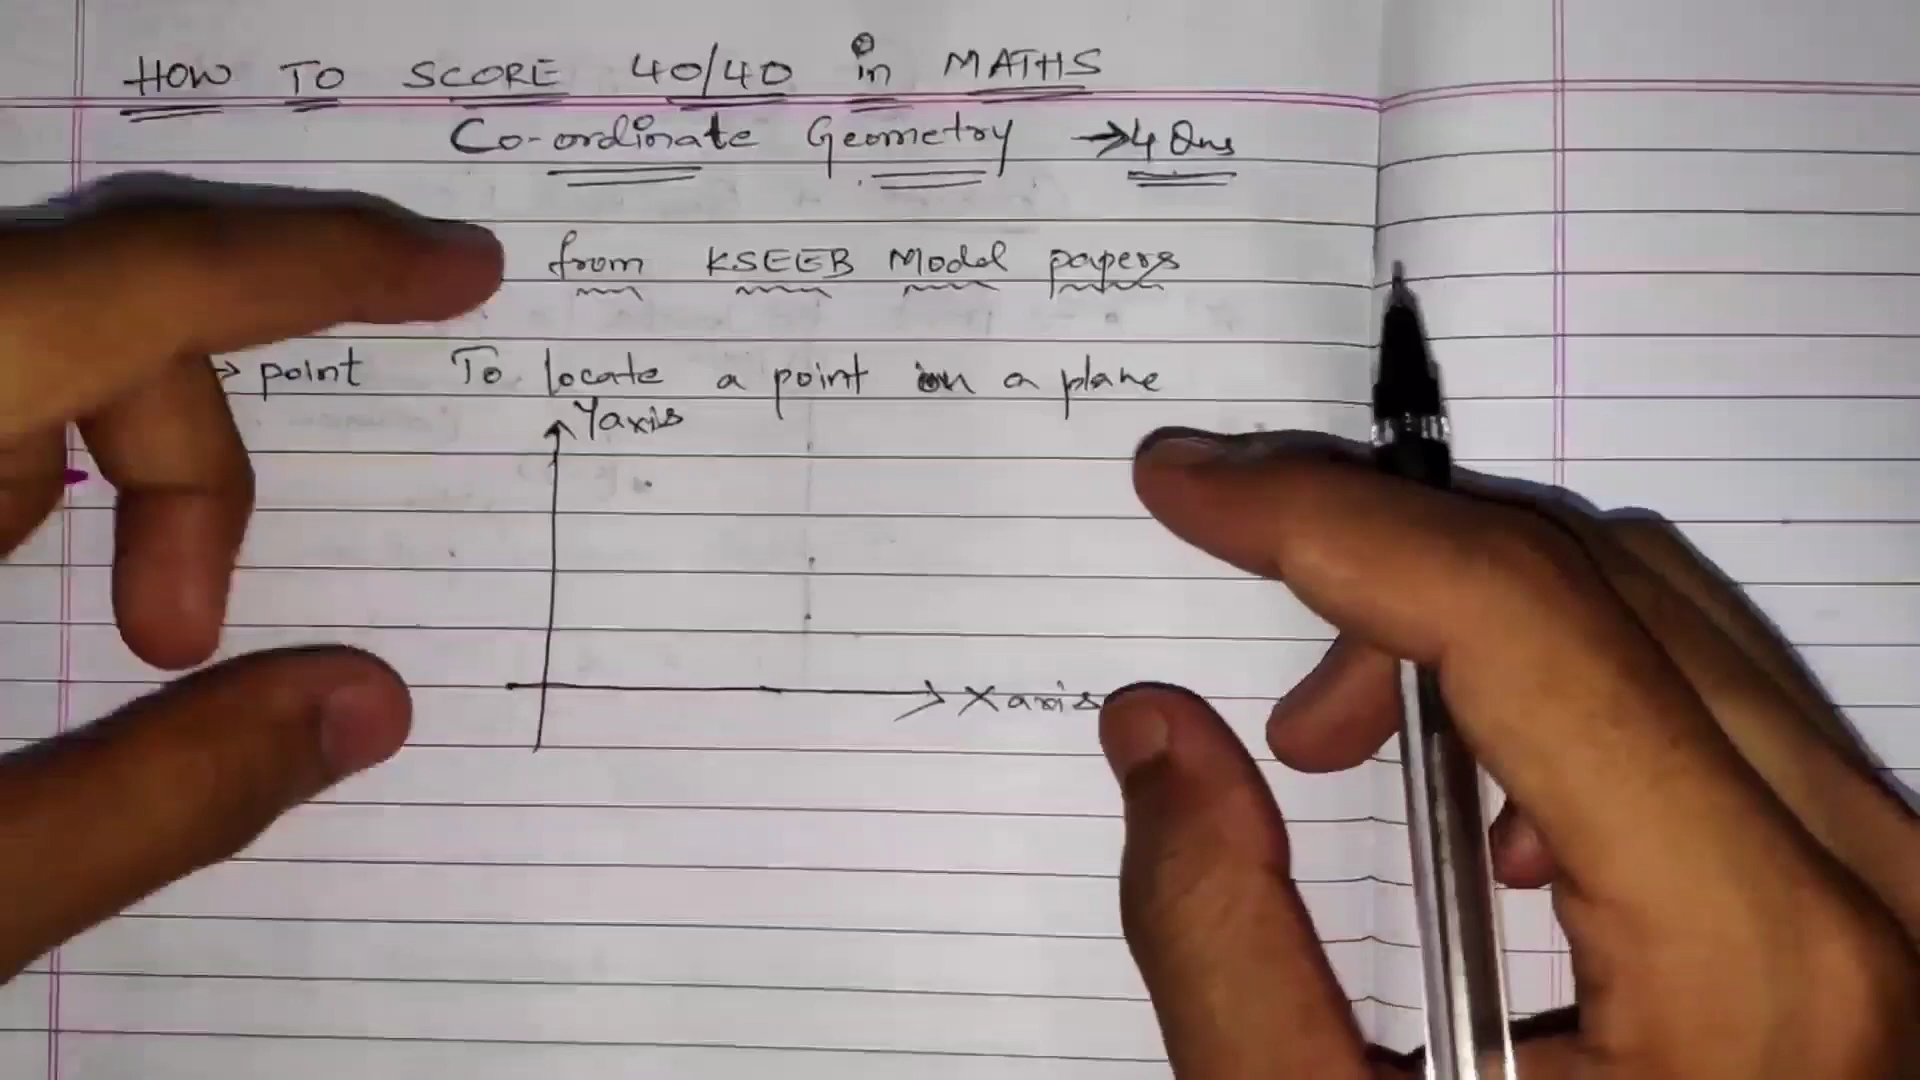 HOW TO SCORE 40/40 in MATHS
Co-ordinate Geometry → 4 Qns
from KSEEB Model papers
→ point To locate a point on a plane
Yaxis
X axis